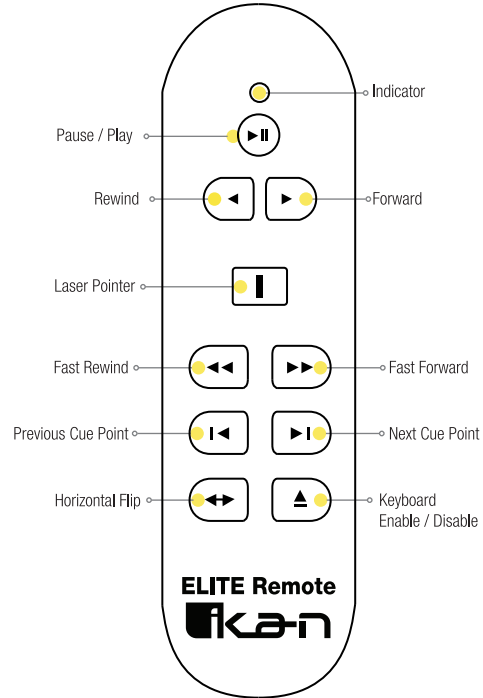 Indicator
Pause / Play
Rewind
Forward
Laser Pointer
Fast Rewind
Fast Forward
Previous Cue Point
Next Cue Point
Horizontal Flip
Keyboard
Enable / Disable
ELITE Remote
ikan